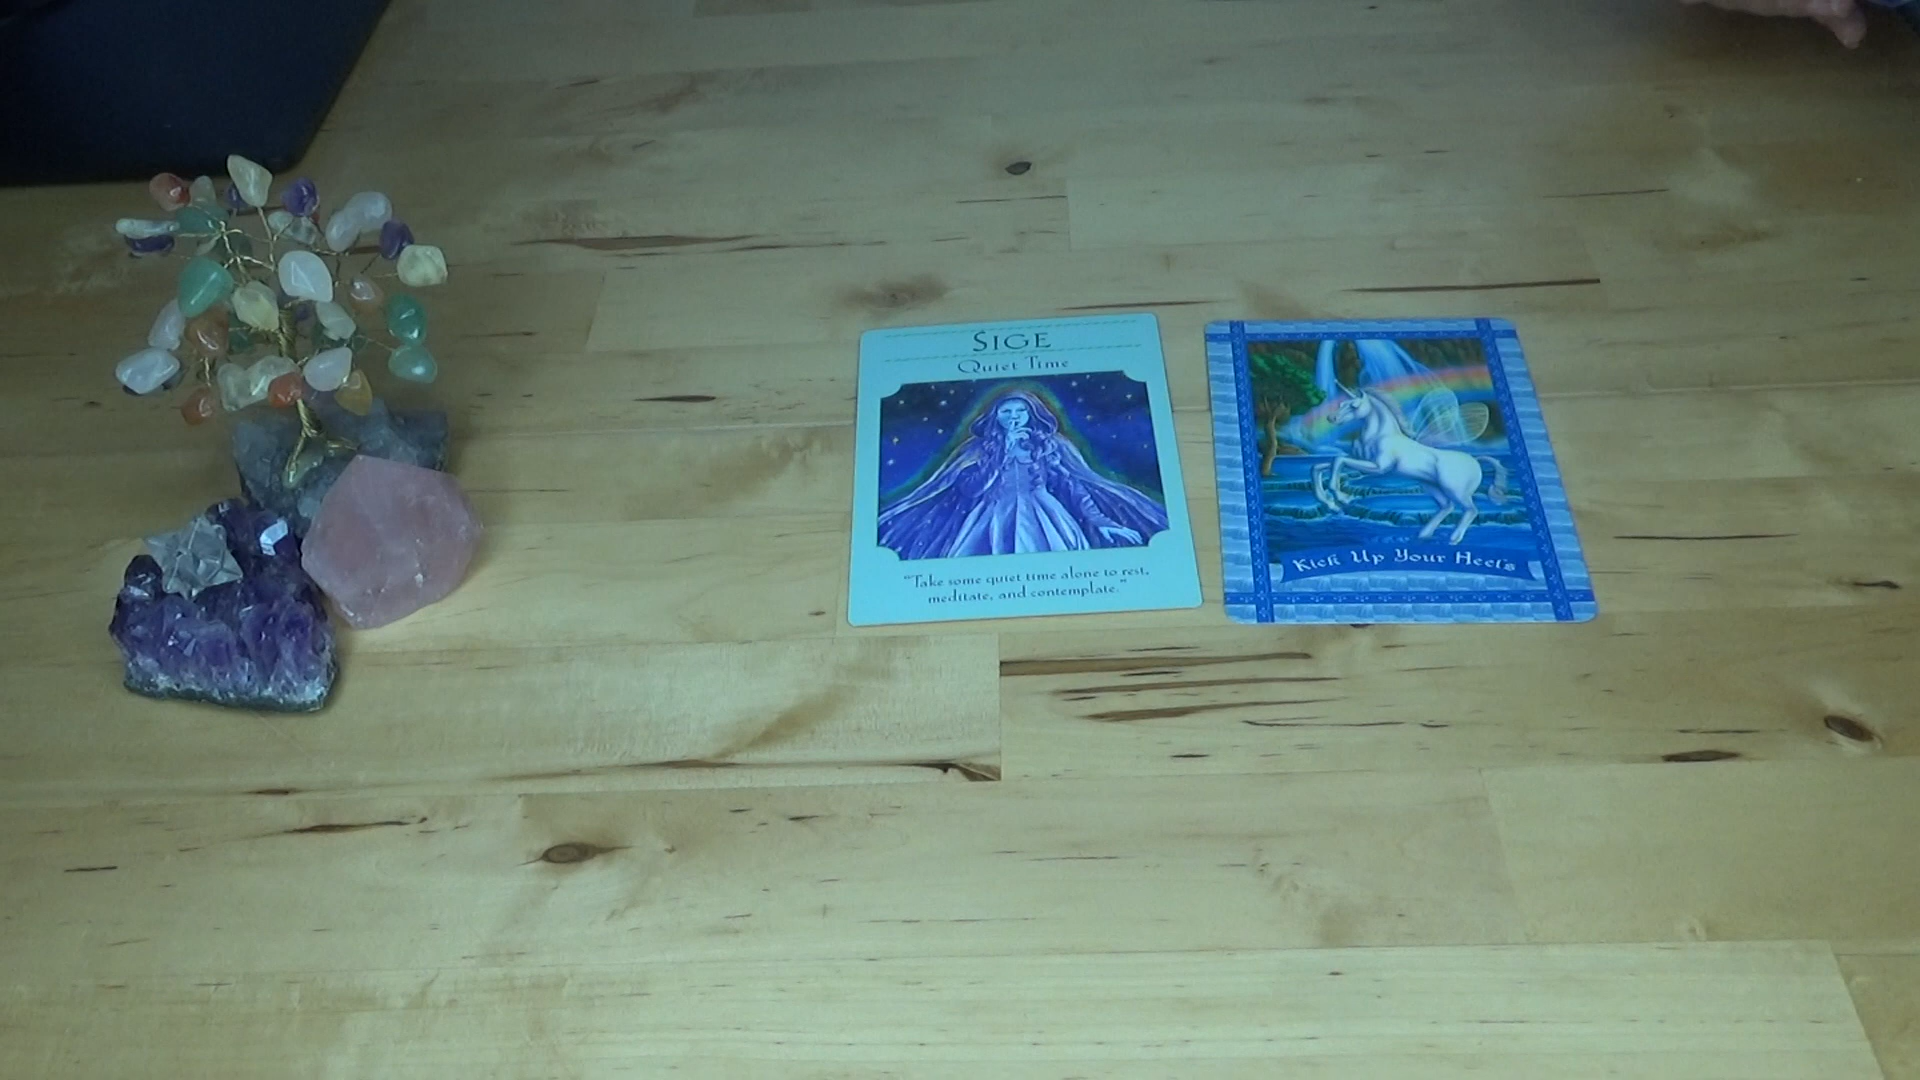 SIGE
Quiet Time
"Take some quiet time alone to rest,
meditate, and contemplate."
Kick Up Your Heels